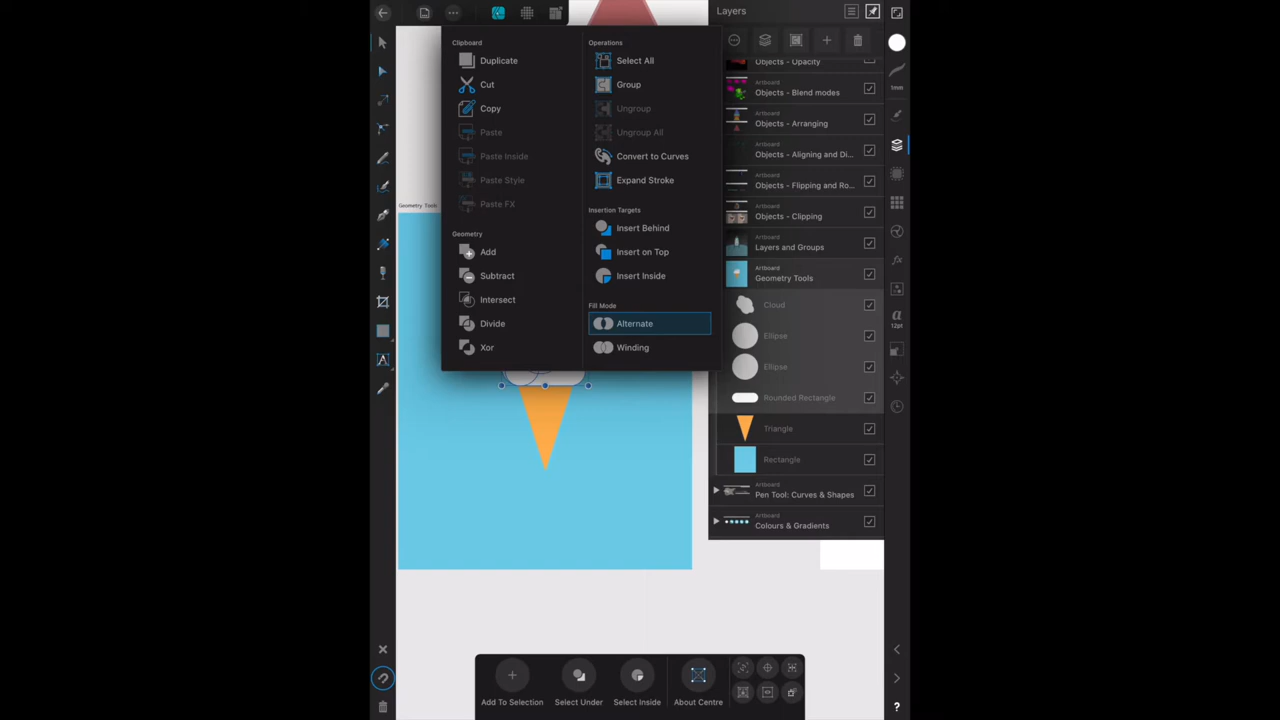 Layers
Clipboard
Duplicate
Cut
Copy
Paste
Paste Inside
Paste Style
Paste FX
Geometry
Add
Subtract
Intersect
Divide
Xor
Operations
Select All
Group
Ungroup
Ungroup All
Convert to Curves
Expand Stroke
Insertion Targets
Insert Behind
Insert on Top
Insert Inside
Fill Mode
Alternate
Winding
Geometry Tools
Objects - Opacity
Artboard
Objects - Blend modes
Artboard
Objects - Arranging
Artboard
Objects - Aligning and Di...
Artboard
Objects - Flipping and Ro...
Artboard
Objects - Clipping
Artboard
Layers and Groups
Artboard
Geometry Tools
Cloud
Ellipse
Ellipse
Rounded Rectangle
Triangle
Rectangle
Artboard
Pen Tool: Curves & Shapes
Artboard
Colours & Gradients
1mm
fx
a
12pt
?
A
Add To Selection
Select Under
Select Inside
About Centre